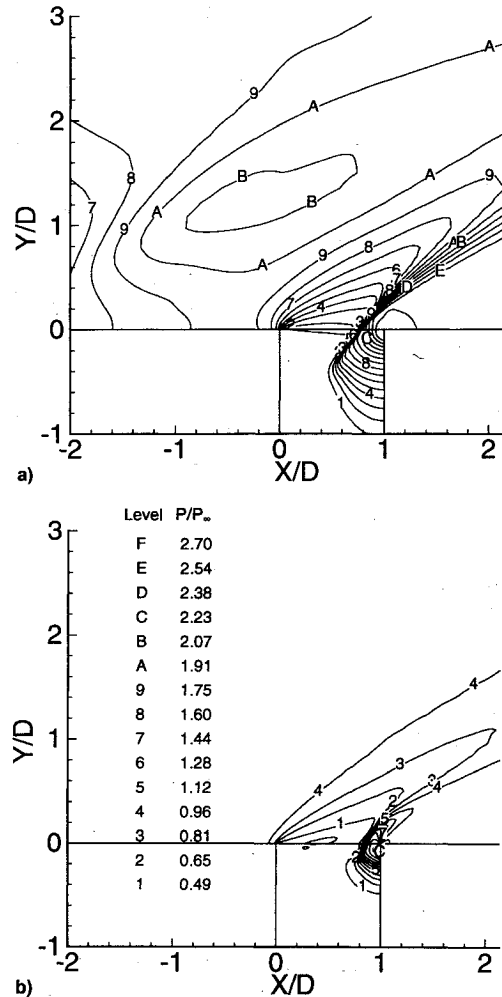 3
2
1
0
-1
Y/D
-2
-1
0
1
2
X/D
a)
9
A
A
9
8
B
7
A
9
B
A
9
8
A
B
6
7
E
8
D
7
4
9
3
C
8
4
1
Level P/P∞
F 2.70
E 2.54
D 2.38
C 2.23
B 2.07
A 1.91
9 1.75
8 1.60
7 1.44
6 1.28
5 1.12
4 0.96
3 0.81
2 0.65
1 0.49
3
2
1
0
-1
Y/D
4
3
4
2
3
4
1
5
7
2
C
1
-2
-1
0
1
2
X/D
b)